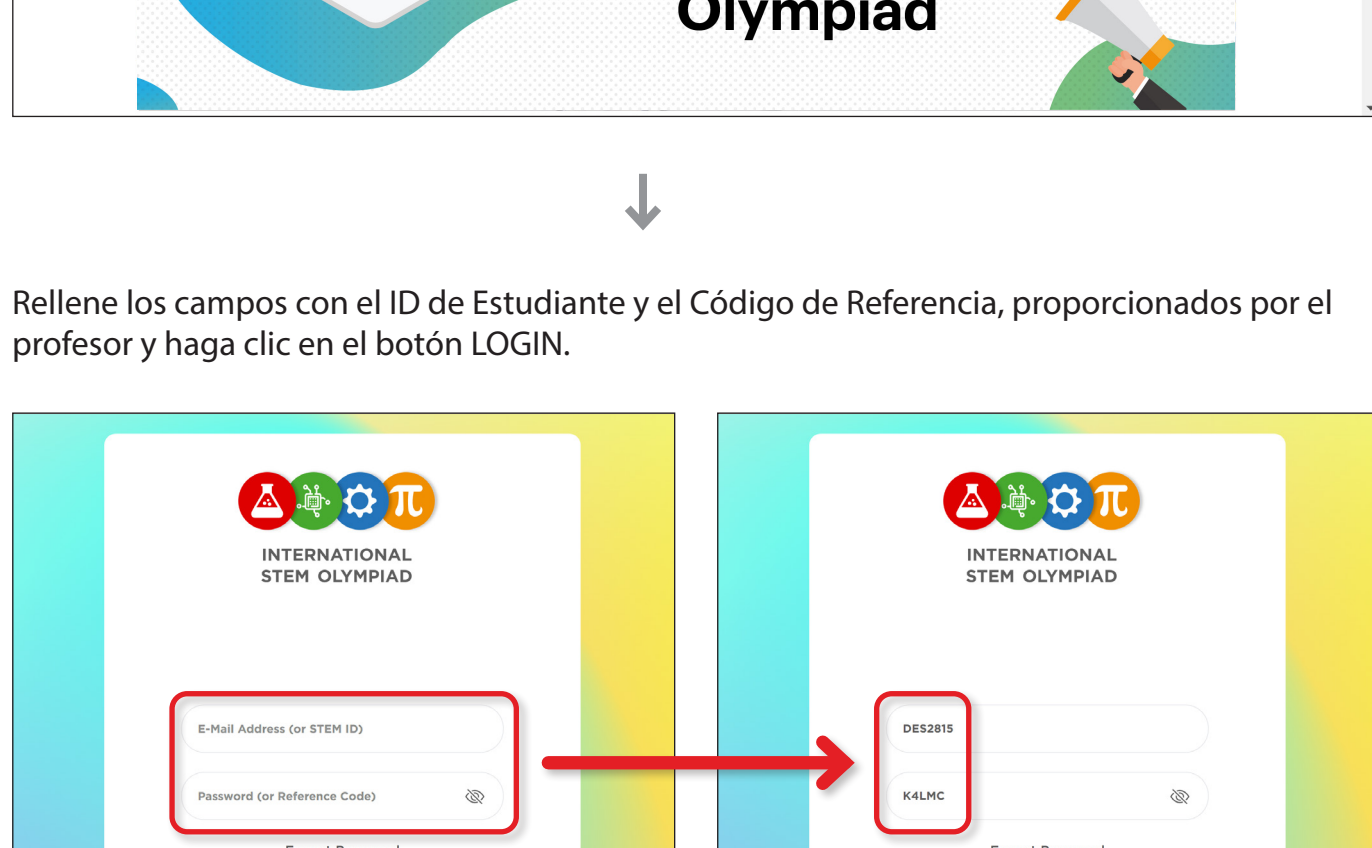 Olympiad
Rellene los campos con el ID de Estudiante y el Código de Referencia, proporcionados por el
profesor y haga clic en el botón LOGIN.
π
INTERNATIONAL
STEM OLYMPIAD
E-Mail Address (or STEM ID)
Password (or Reference Code)
π
INTERNATIONAL
STEM OLYMPIAD
DES2815
K4LMC